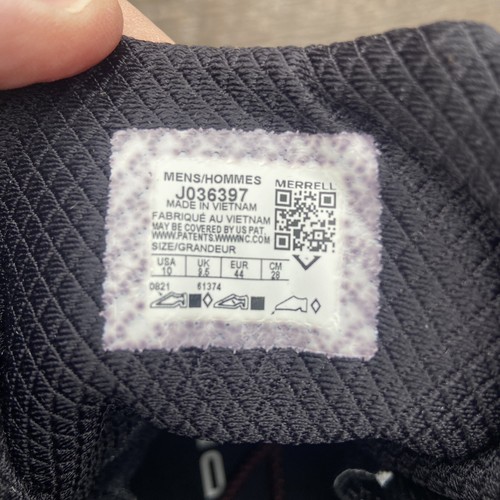 MENS/HOMMES
MERRELL
J036397
MADE IN VIETNAM
FABRIQUÉ AU VIETNAM
MAY BE COVERED BY US PAT.
WWW.PATENTS.WWWINC.COM
SIZE/GRANDEUR
USA UK EUR CM
10 9.5 44 28
0821 61374